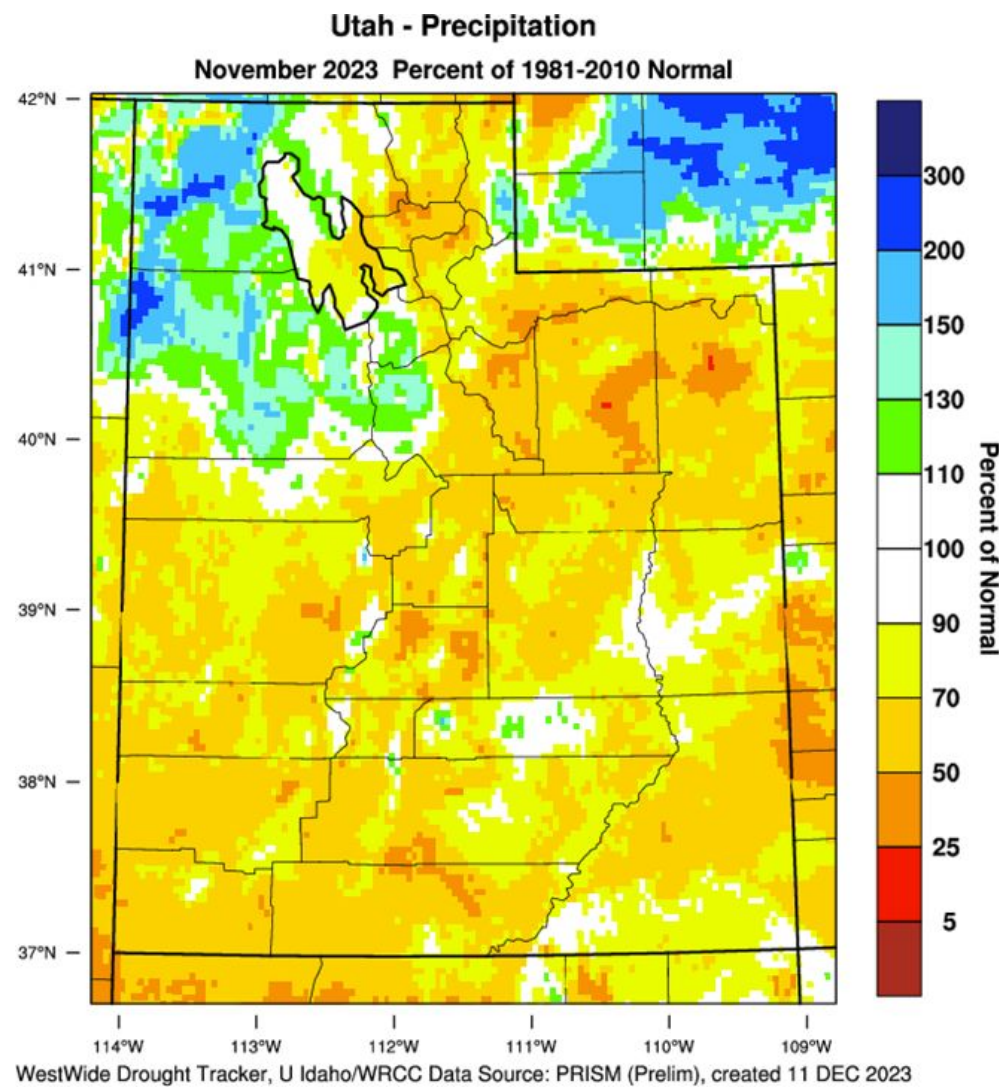 Utah - Precipitation
November 2023 Percent of 1981-2010 Normal
42°N
41°N
40°N
39°N
38°N
37°N
114°W 113°W 112°W 111°W 110°W 109°W
300
200
150
130
110
100
90
70
50
25
5
Percent of Normal
WestWide Drought Tracker, U Idaho/WRCC Data Source: PRISM (Prelim), created 11 DEC 2023